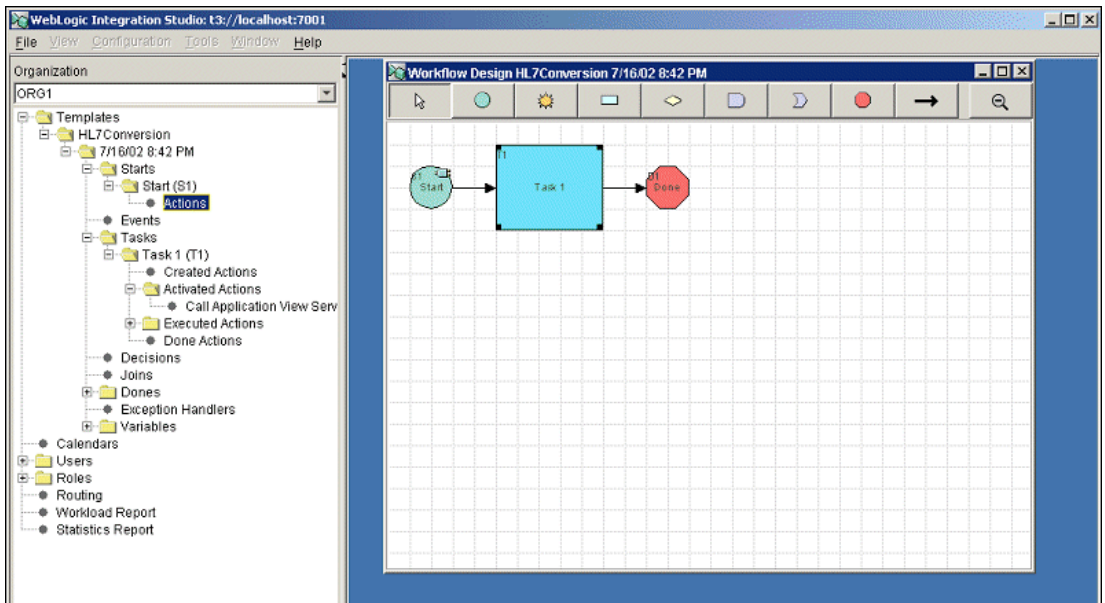 WebLogic Integration Studio: t3://localhost:7001
File View Configuration Tools Window Help
Organization
ORG1
Templates
HL7Conversion
7/16/02 8:42 PM
Starts
Start (S1)
Actions
Events
Tasks
Task 1 (T1)
Created Actions
Activated Actions
Call Application View Serv
Executed Actions
Done Actions
Decisions
Joins
Dones
Exception Handlers
Variables
Calendars
Users
Roles
Routing
Workload Report
Statistics Report
Workflow Design HL7Conversion 7/16/02 8:42 PM
S1
Start
T1
Task 1
D1
Done